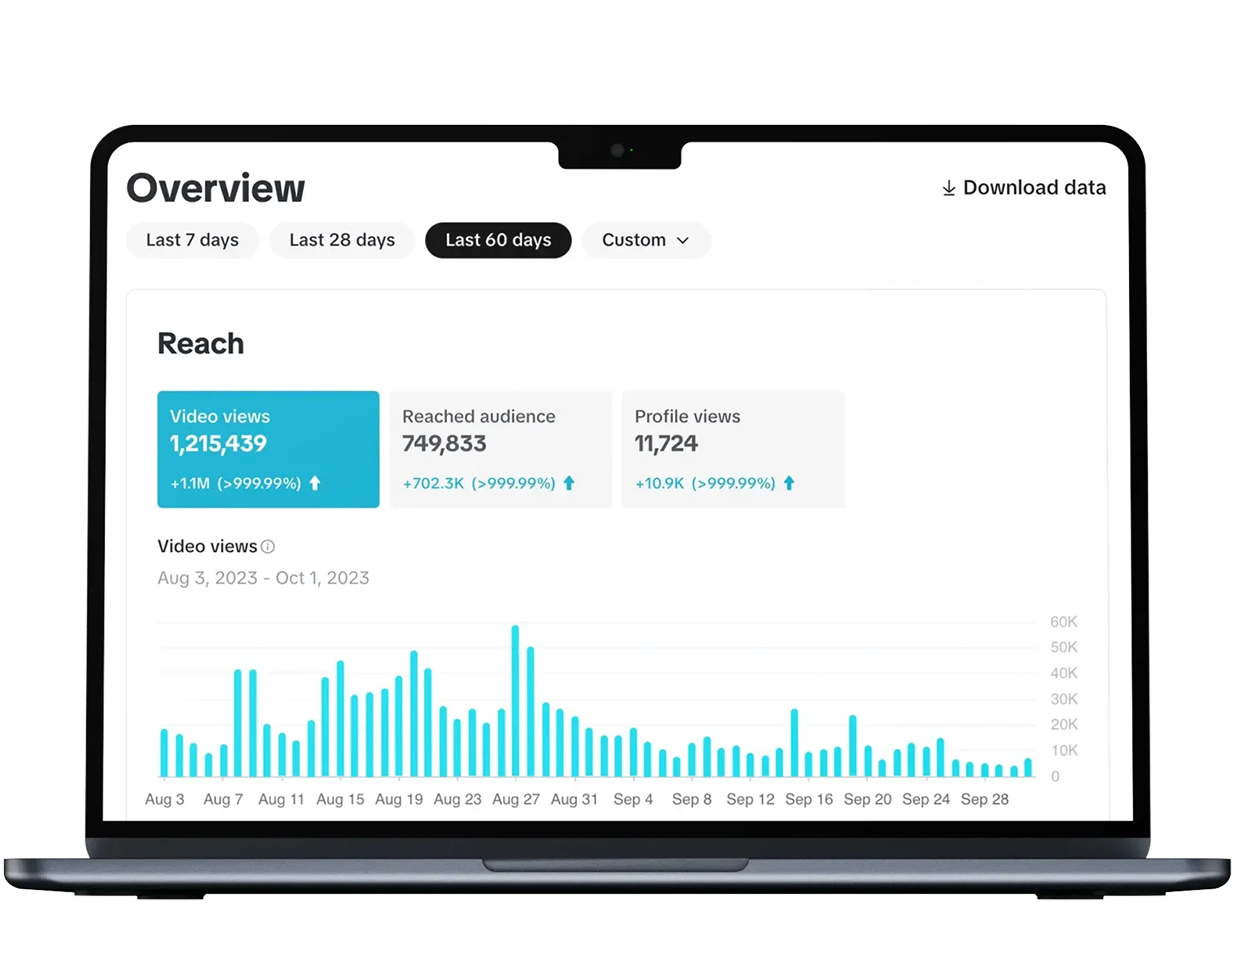 Overview
Download data
Last 7 days
Last 28 days
Last 60 days
Custom
Reach
Video views
1,215,439
+1.1M (>999.99%)
Reached audience
749,833
+702.3K (>999.99%)
Profile views
11,724
+10.9K (>999.99%)
Video views
Aug 3, 2023 - Oct 1, 2023
60K
50K
40K
30K
20K
10K
0
Aug 3 Aug 7 Aug 11 Aug 15 Aug 19 Aug 23 Aug 27 Aug 31 Sep 4 Sep 8 Sep 12 Sep 16 Sep 20 Sep 24 Sep 28